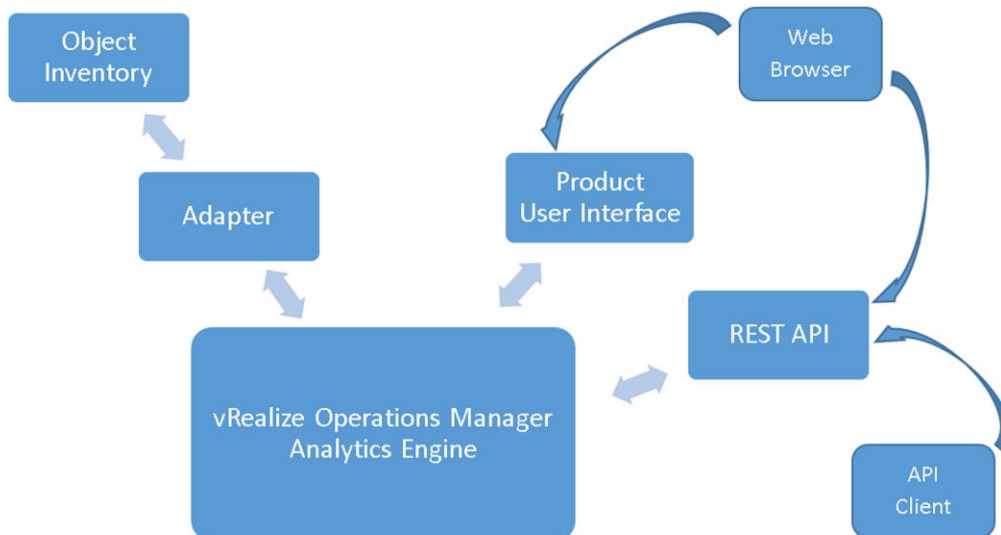 Object
Inventory
Web
Browser
Adapter
Product
User Interface
REST API
vRealize Operations Manager
Analytics Engine
API
Client